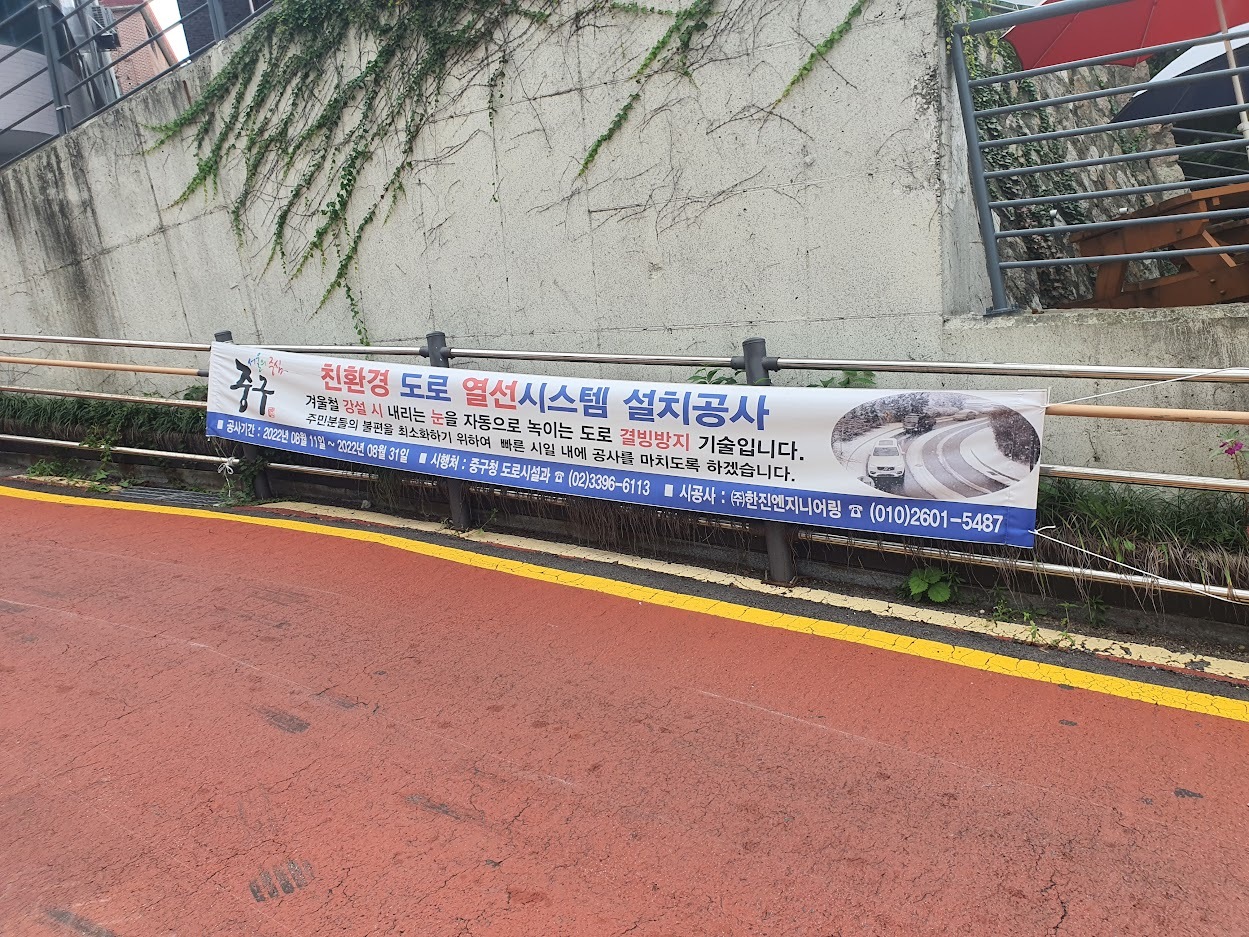 서울의 중심
중구
친환경 도로 열선시스템 설치공사
겨울철 강설 시 내리는 눈을 자동으로 녹이는 도로 결빙방지 기술입니다.
주민분들의 불편을 최소화하기 위하여 빠른 시일 내에 공사를 마치도록 하겠습니다.
■ 공사기간 : 2022년 08월 11일 ~ 2022년 08월 31일 ■ 시행처 : 중구청 도로시설과 ☎ (02)3396-6113 ■ 시공사 : ㈜한진엔지니어링 ☎ (010)2601-5487